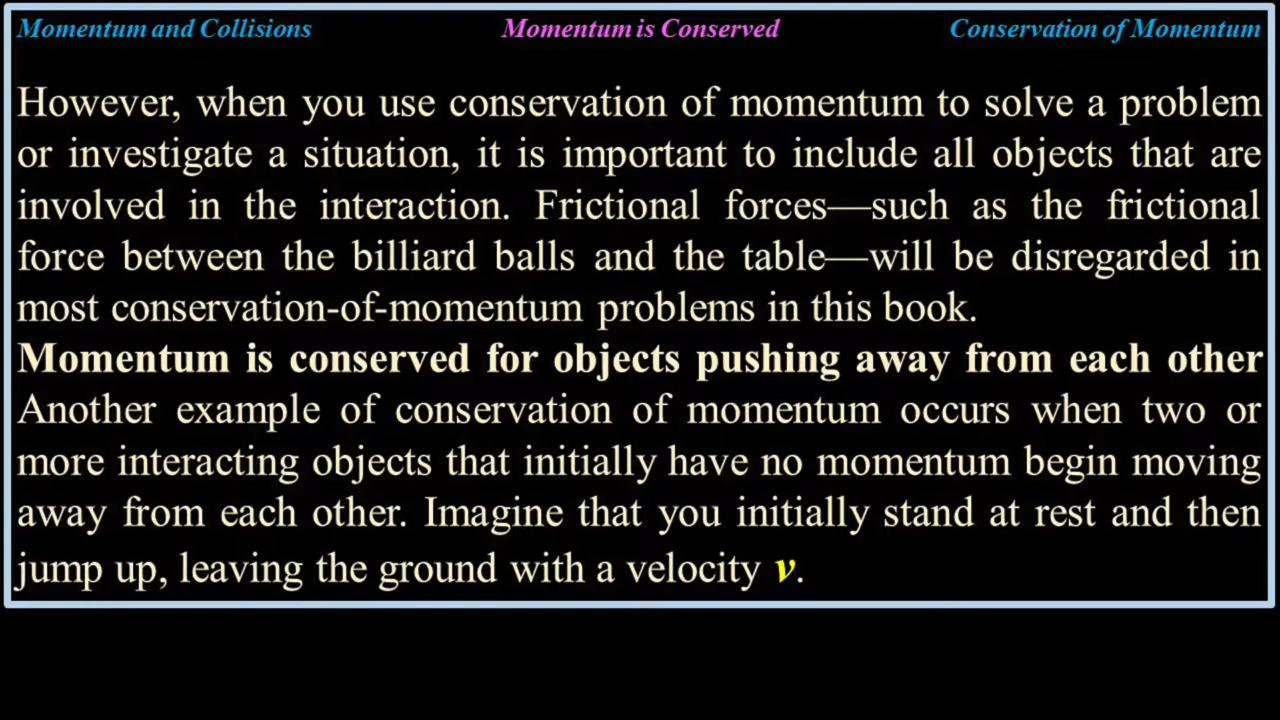 Momentum and Collisions
Momentum is Conserved
Conservation of Momentum
However, when you use conservation of momentum to solve a problem
or investigate a situation, it is important to include all objects that are
involved in the interaction. Frictional forces—such as the frictional
force between the billiard balls and the table—will be disregarded in
most conservation-of-momentum problems in this book.
Momentum is conserved for objects pushing away from each other
Another example of conservation of momentum occurs when two or
more interacting objects that initially have no momentum begin moving
away from each other. Imagine that you initially stand at rest and then
jump up, leaving the ground with a velocity v.